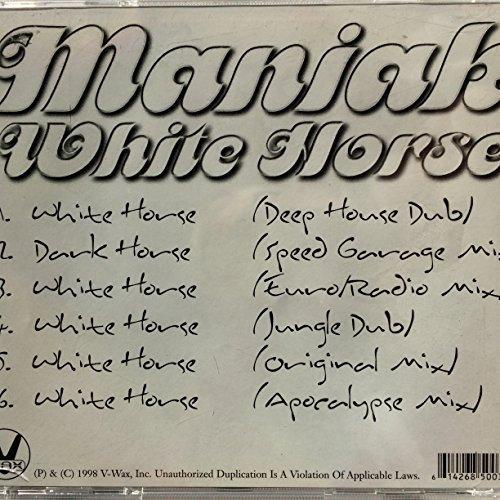 Maniak
White Horse
1. White Horse (Deep House Dub)
2. Dark Horse (Speed Garage Mix
3. White Horse (Euro/Radio Mix)
4. White Horse (Jungle Dub)
5. White Horse (Original Mix)
6. White Horse (Apocalypse Mix)
(P) & (C) 1998 V-Wax, Inc. Unauthorized Duplication Is A Violation Of Applicable Laws.